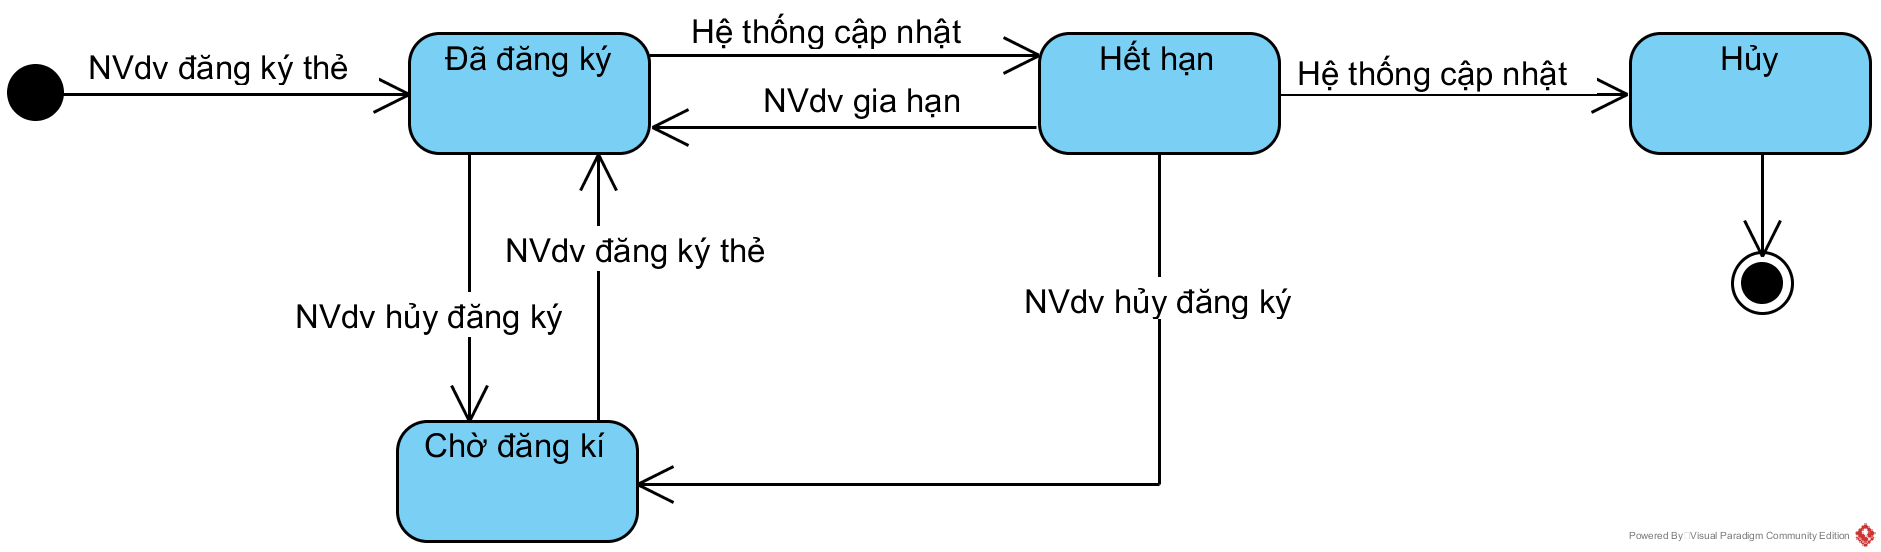 NVdv đăng ký thẻ
Đã đăng ký
Hệ thống cập nhật
NVdv gia hạn
Hết hạn
Hệ thống cập nhật
Hủy
NVdv đăng ký thẻ
NVdv hủy đăng ký
NVdv hủy đăng ký
Chờ đăng kí
Powered By Visual Paradigm Community Edition